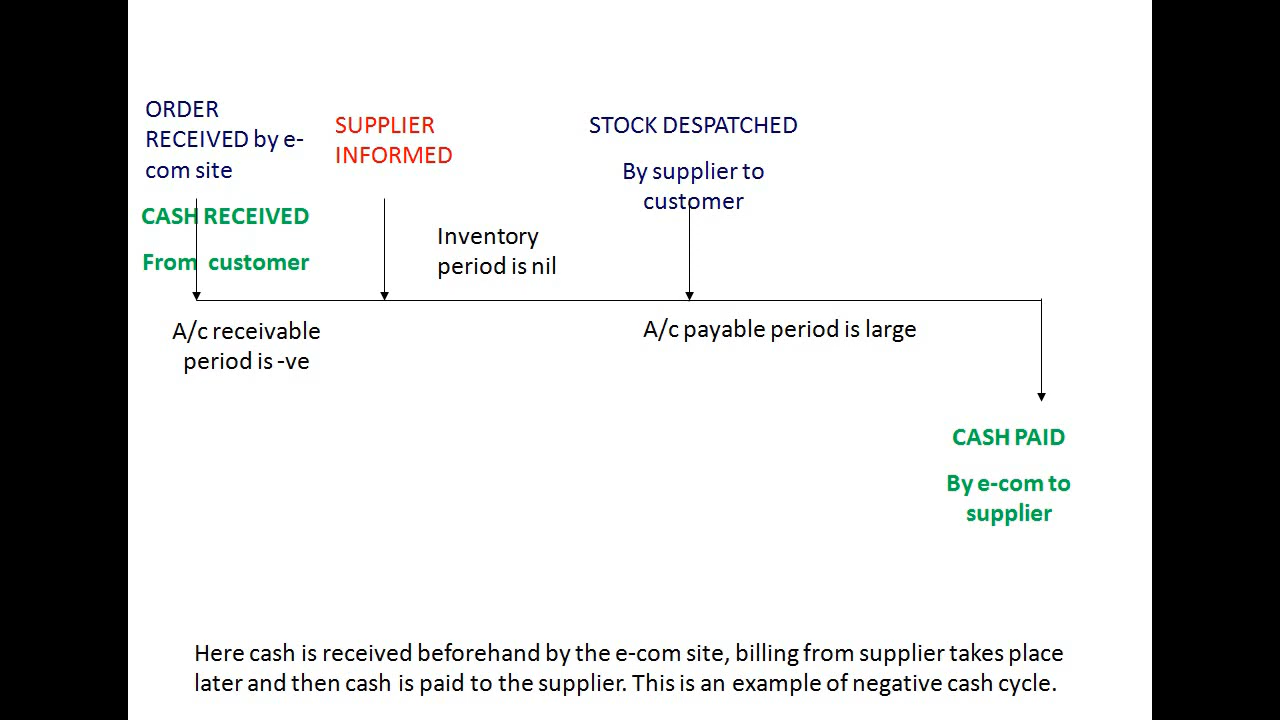 ORDER
RECEIVED by e-
com site
CASH RECEIVED
From  customer
SUPPLIER
INFORMED
STOCK DESPATCHED
By supplier to
customer
Inventory
period is nil
A/c receivable
period is -ve
A/c payable period is large
CASH PAID
By e-com to
supplier
Here cash is received beforehand by the e-com site, billing from supplier takes place
later and then cash is paid to the supplier. This is an example of negative cash cycle.